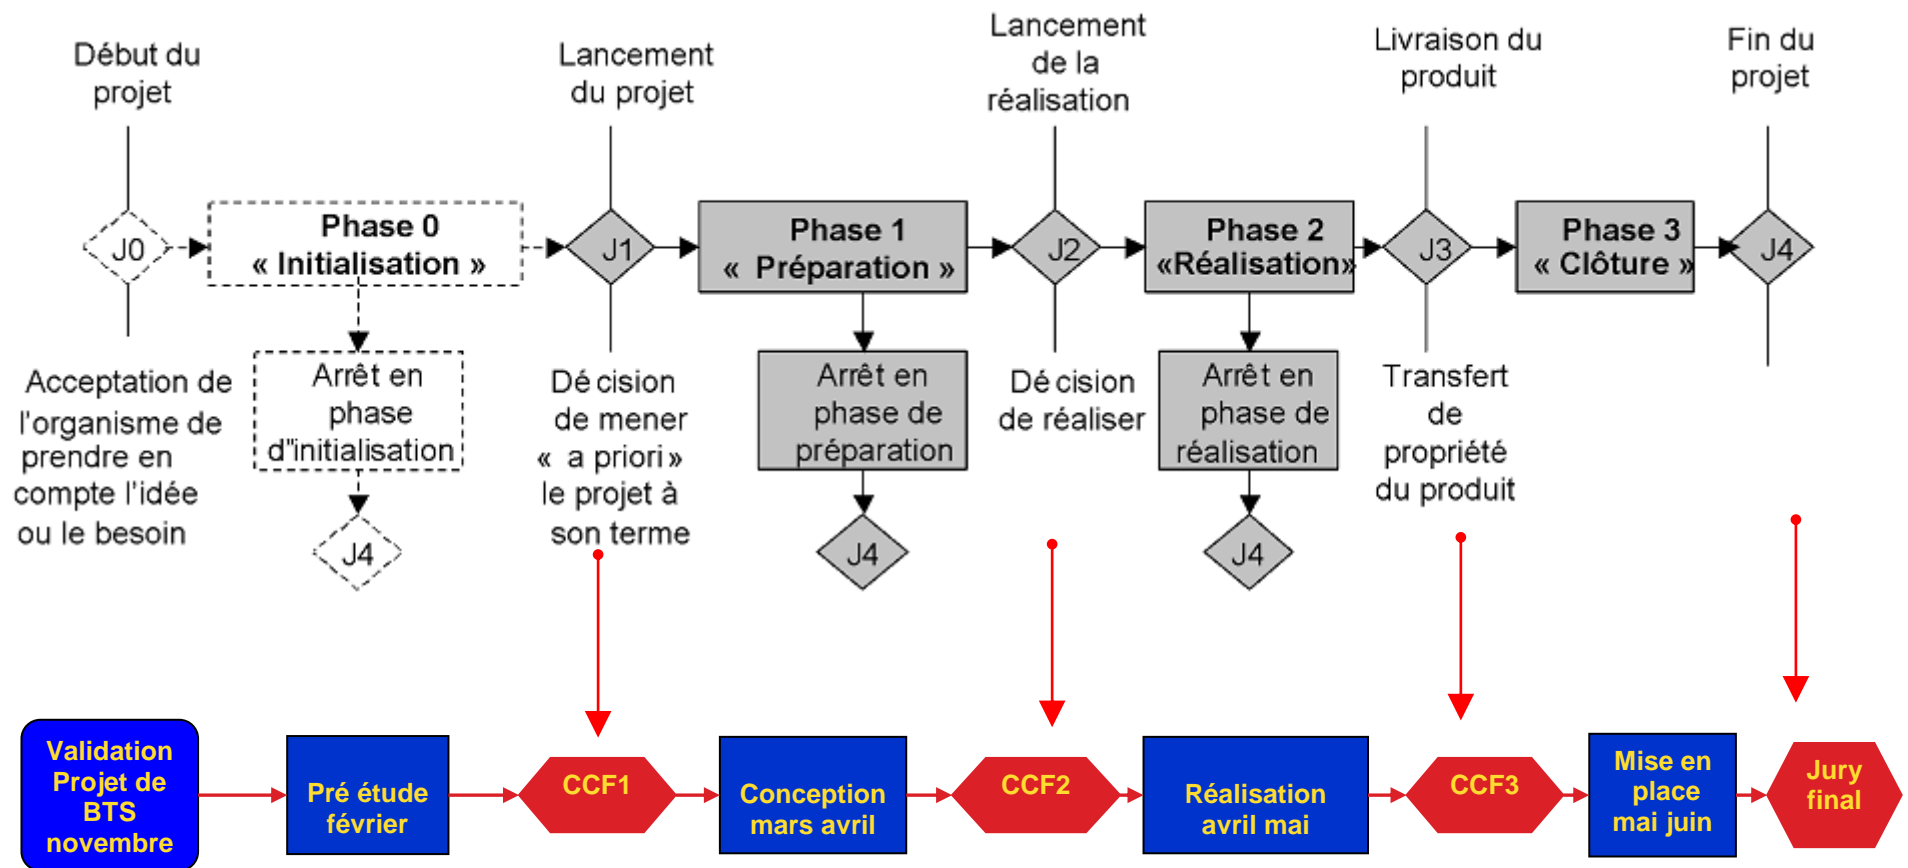 Début du
projet
Lancement
du projet
Lancement
de la
réalisation
Livraison du
produit
Fin du
projet
J0
Phase 0
« Initialisation »
J1
Phase 1
« Préparation »
J2
Phase 2
«Réalisation»
J3
Phase 3
« Clôture »
J4
Acceptation de
l'organisme de
prendre en
compte l'idée
ou le besoin
Arrêt en
phase
d"initialisation
J4
Dé cision
de mener
« a priori »
le projet à
son terme
Arrêt en
phase de
préparation
J4
Dé cision
de réaliser
Arrêt en
phase de
réalisation
J4
Transfert
de
propriété
du produit
Validation
Projet de
BTS
novembre
Pré étude
février
CCF1
Conception
mars avril
CCF2
Réalisation
avril mai
CCF3
Mise en
place
mai juin
Jury
final